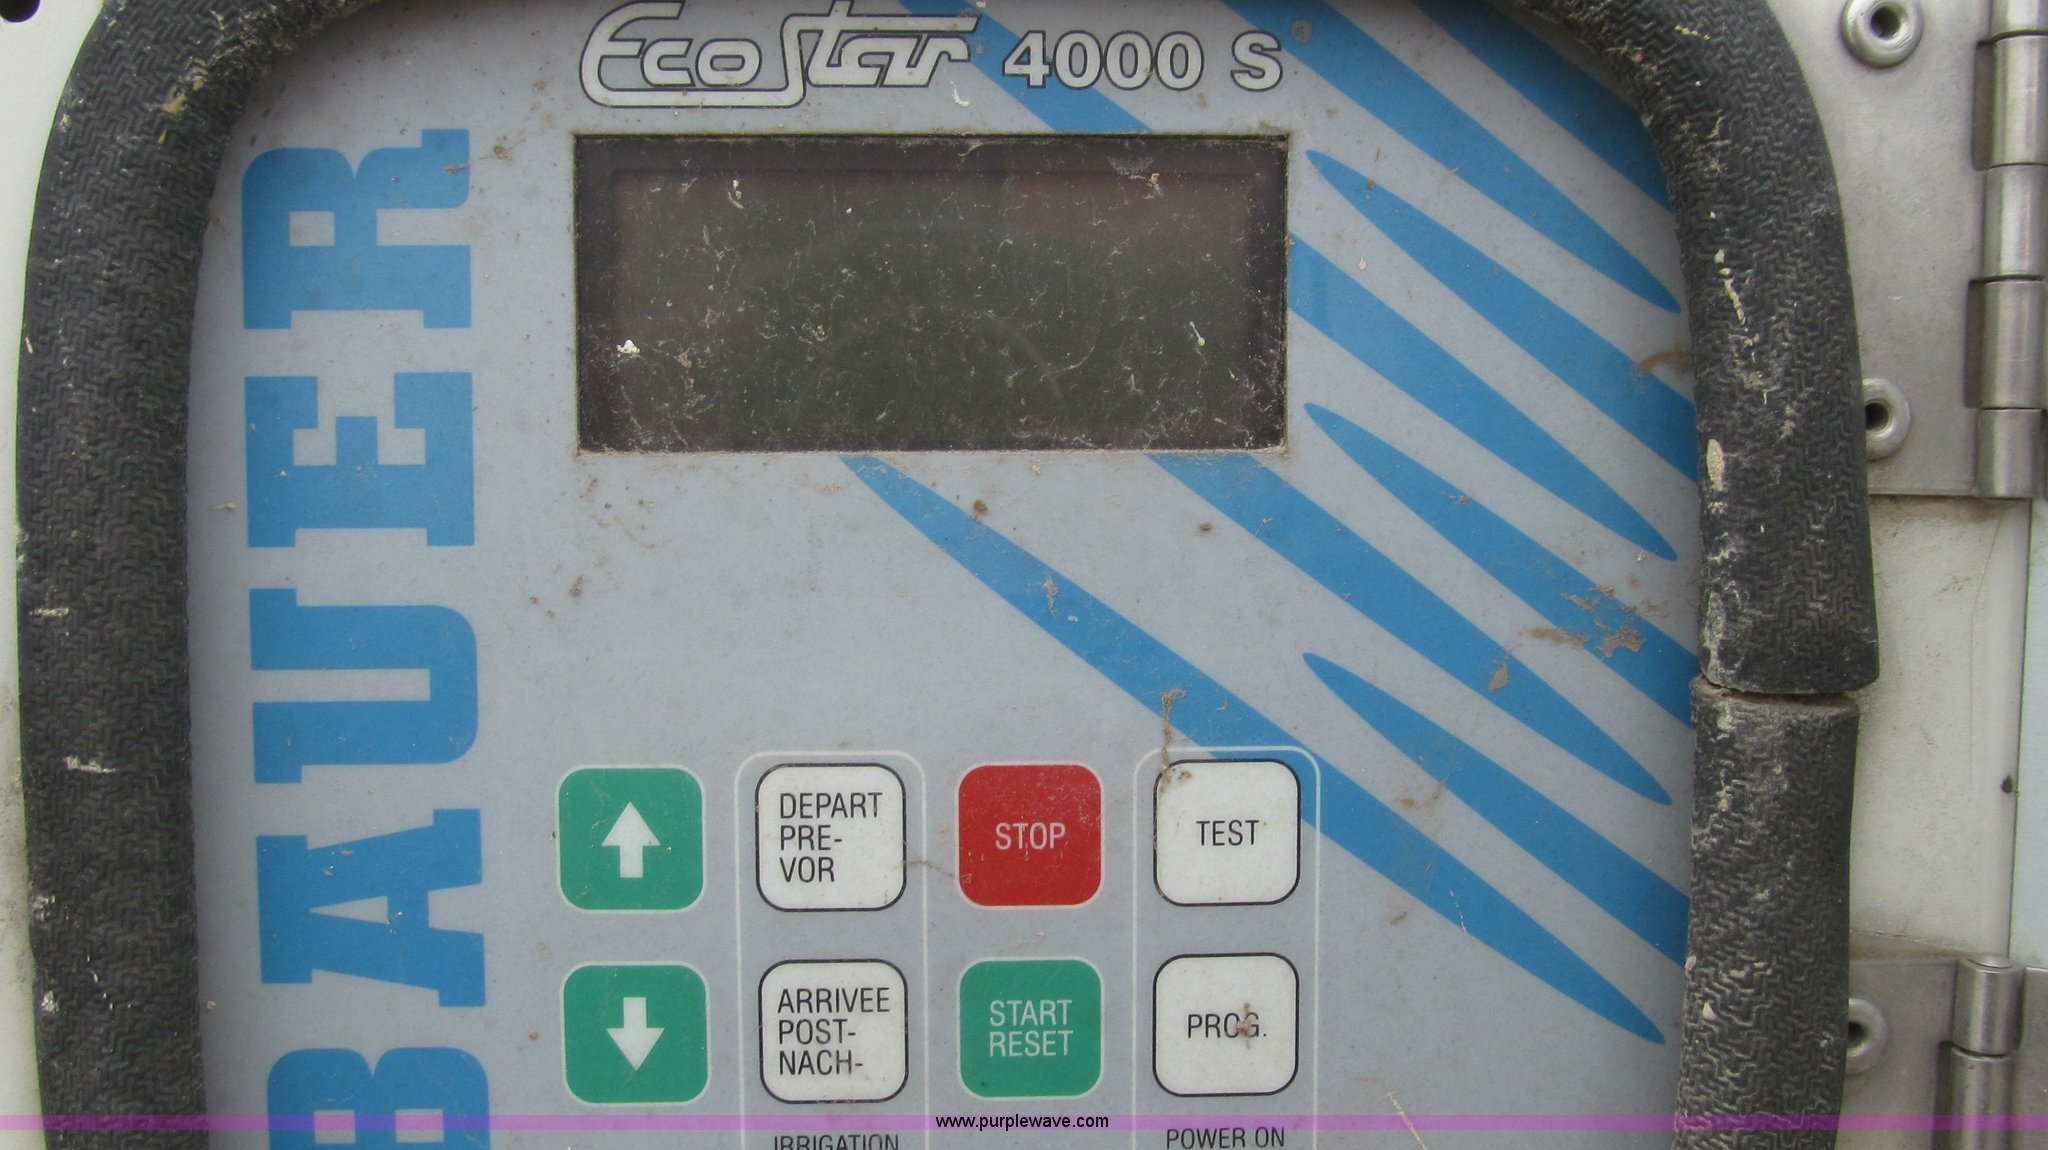 EcoStar 4000 S
BAUER
DEPART
PRE-
VOR
STOP
TEST
ARRIVEE
POST-
NACH-
START
RESET
PROG.
www.purplewave.com
IRRIGATION
POWER ON